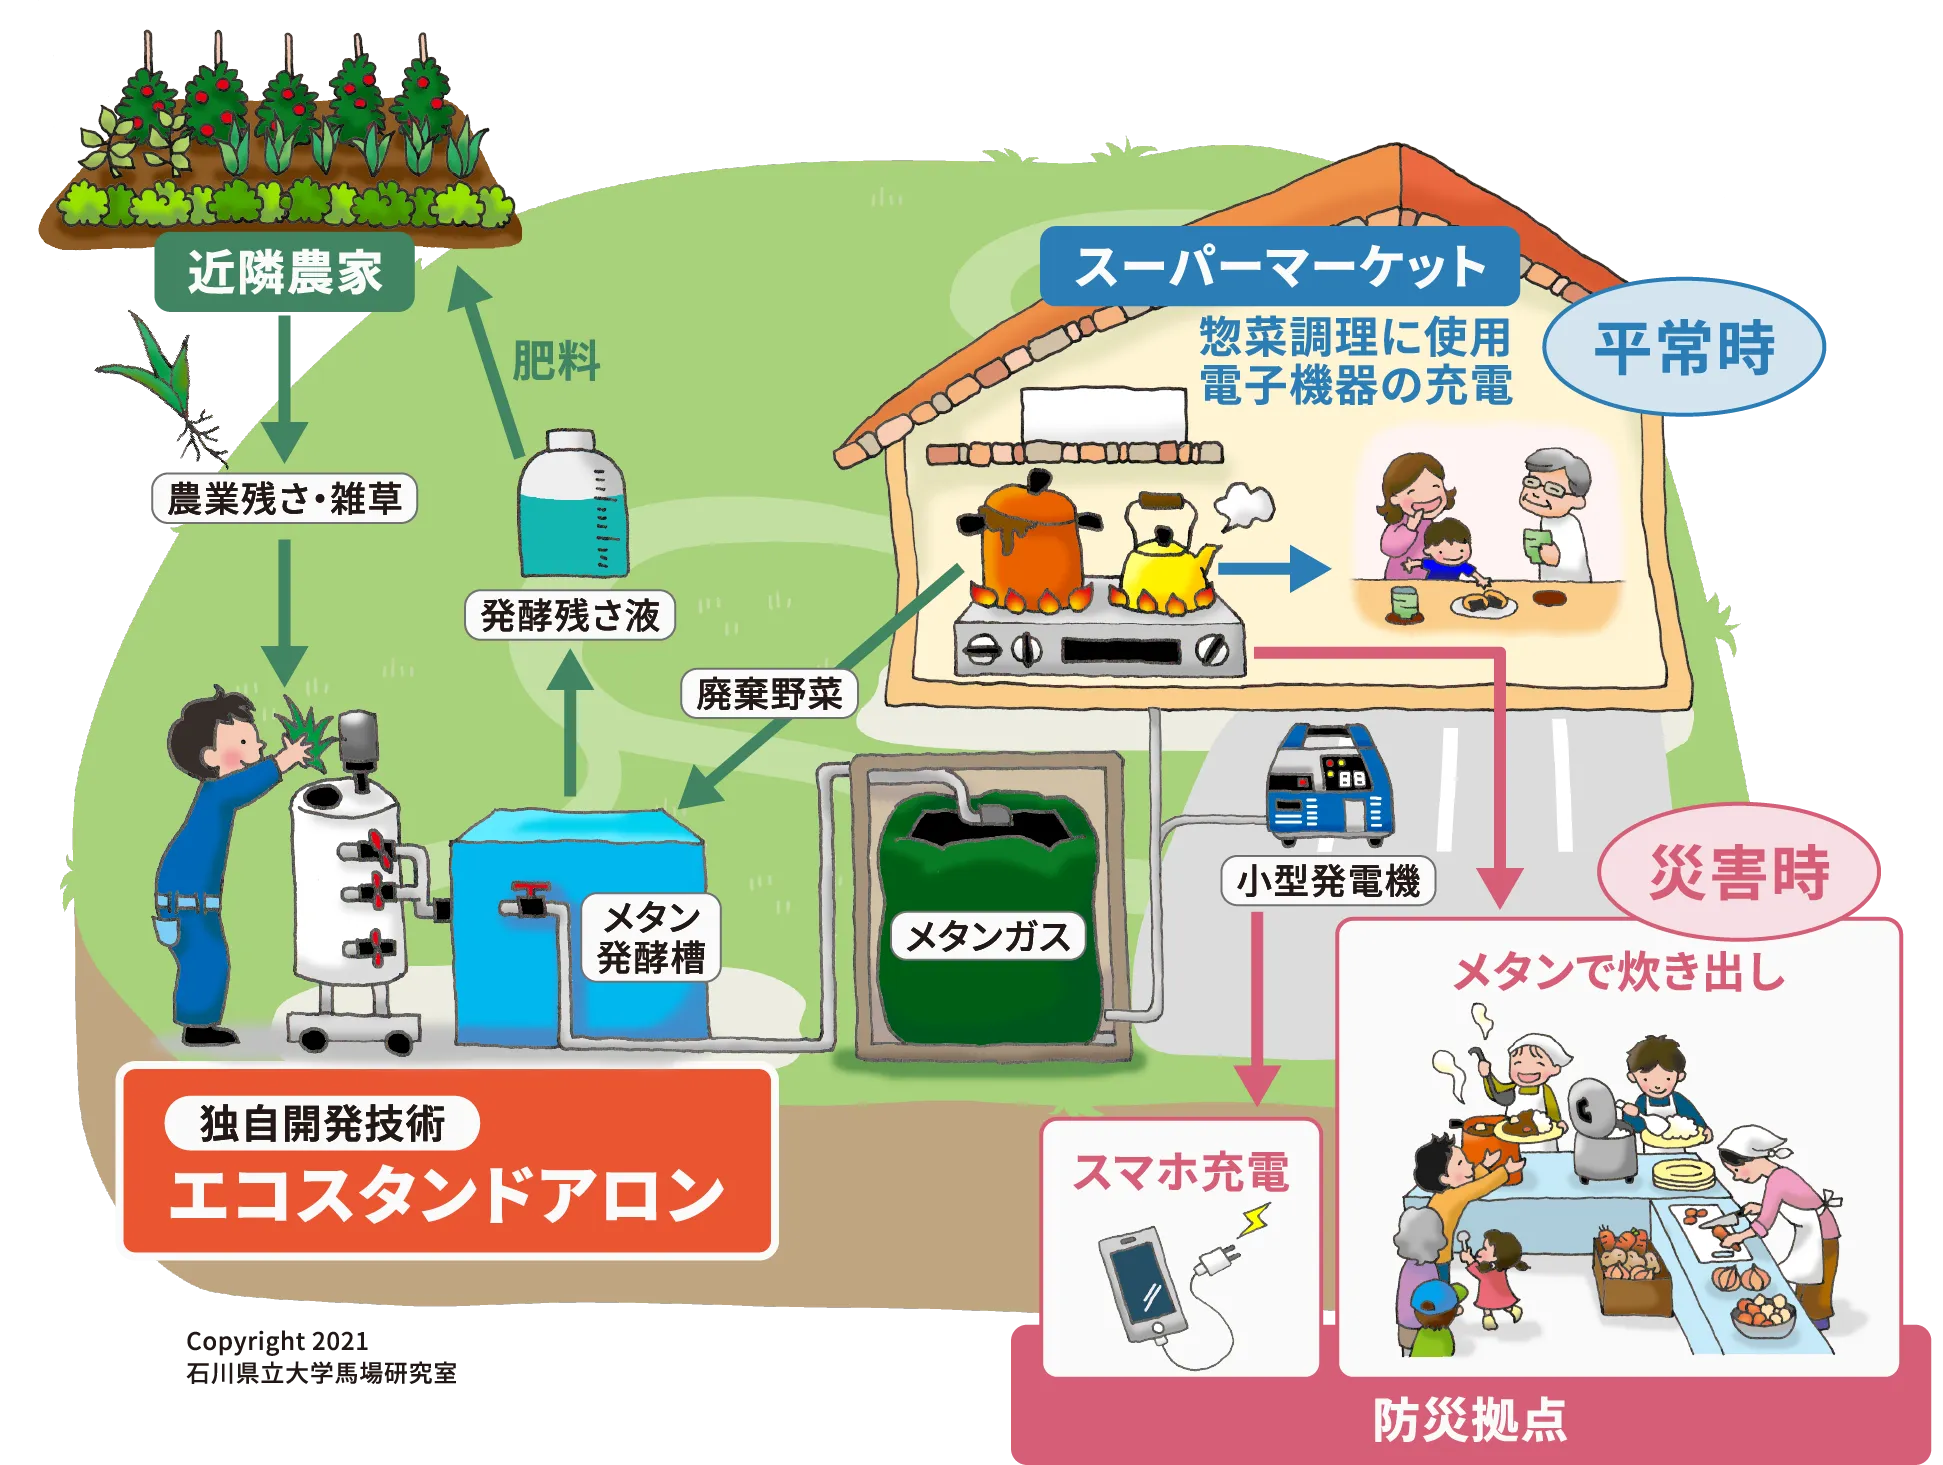 近隣農家
肥料
農業残さ・雑草
発酵残さ液
廃棄野菜
スーパーマーケット
惣菜調理に使用
電子機器の充電
平常時
メタン
発酵槽
メタンガス
小型発電機
災害時
メタンで炊き出し
スマホ充電
防災拠点
独自開発技術
エコスタンドアロン
Copyright 2021
石川県立大学馬場研究室